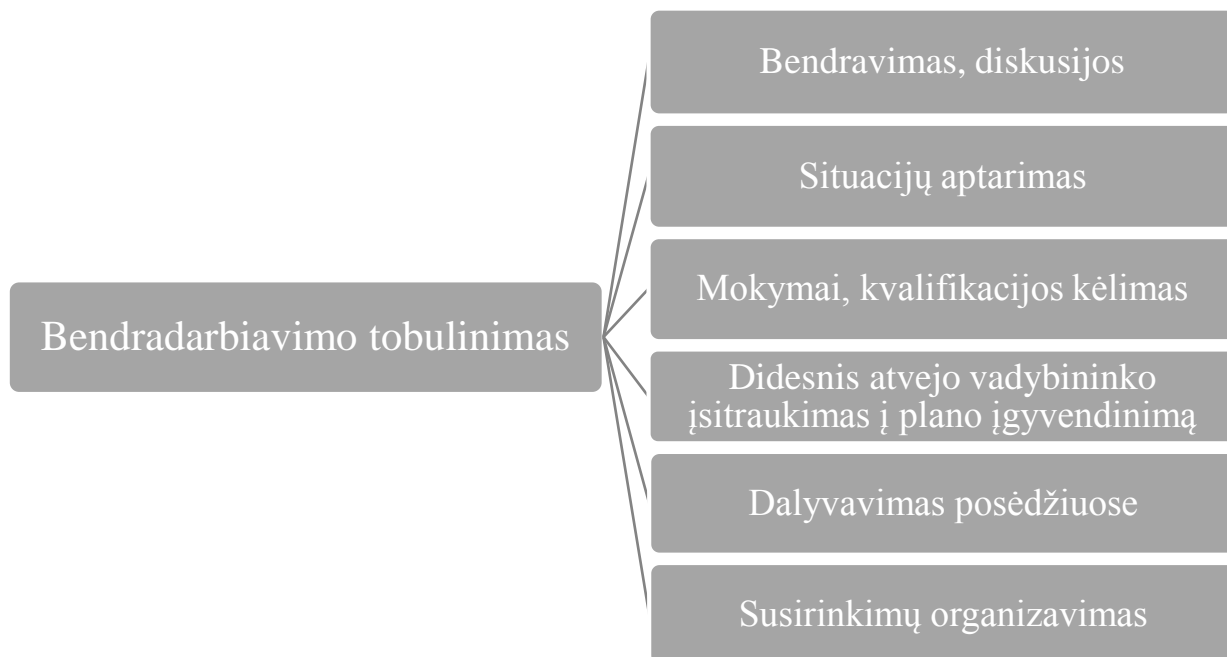 Bendravimas, diskusijos
Situacijų aptarimas
Mokymai, kvalifikacijos kėlimas
Bendradarbiavimo tobulinimas
Didesnis atvejo vadybininko
įsitraukimas į plano įgyvendinimą
Dalyvavimas posėdžiuose
Susirinkimų organizavimas